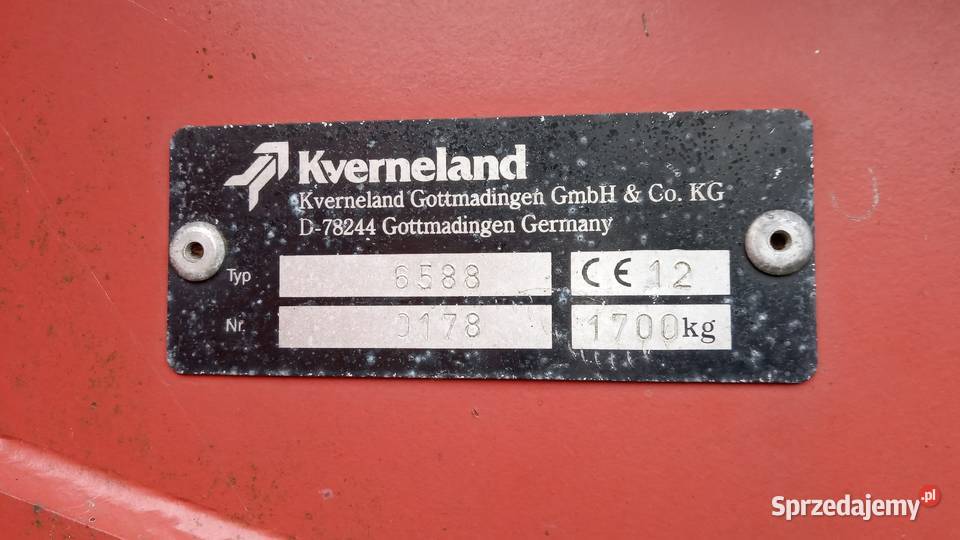 Kverneland
Kverneland Gottmadingen GmbH & Co. KG
D-78244 Gottmadingen Germany
Typ 6588 CE 12
Nr. 0178 1700kg
Sprzedajemy.pl